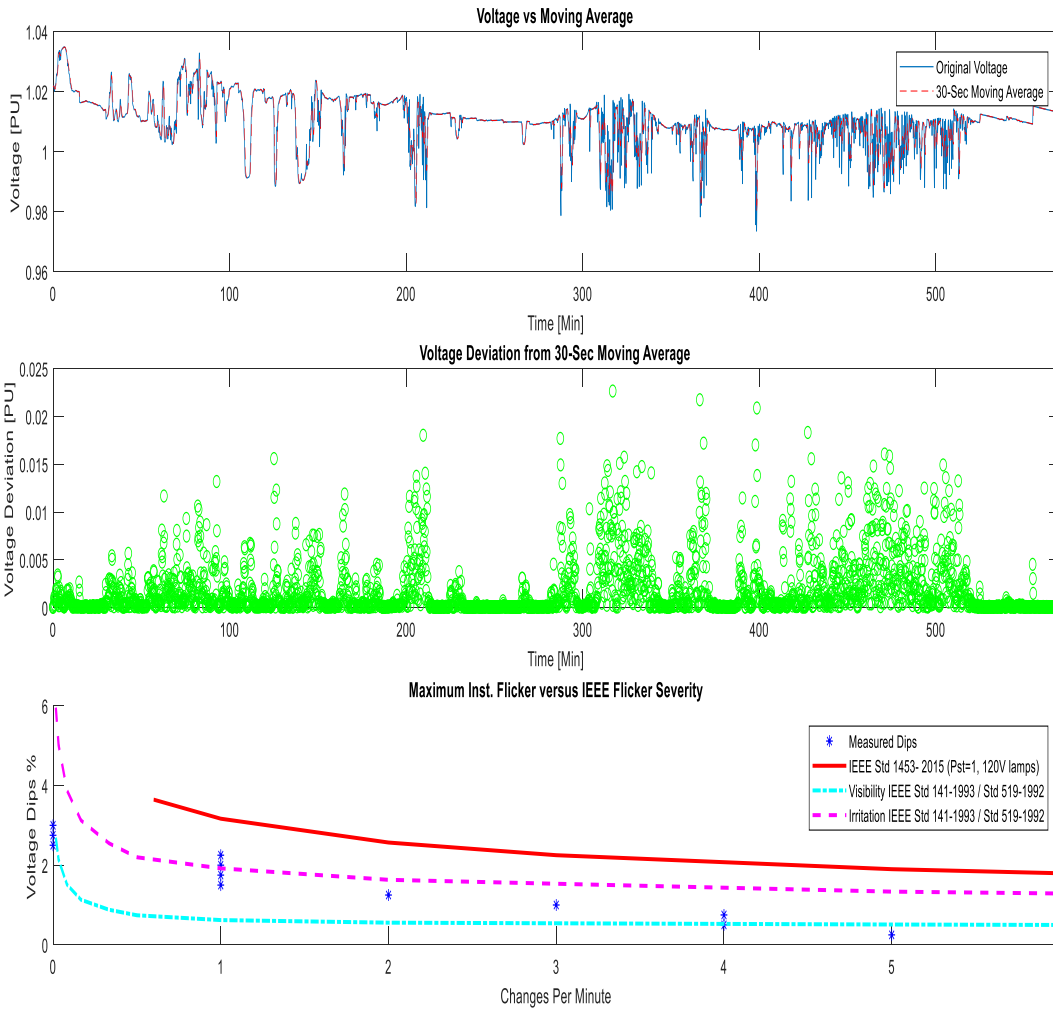 Voltage vs Moving Average
1.04
1.02
1
0.98
0.96
Voltage [PU]
Original Voltage
30-Sec Moving Average
0 100 200 300 400 500
Time [Min]
Voltage Deviation from 30-Sec Moving Average
0.025
0.02
0.015
0.01
0.005
0
Voltage Deviation [PU]
0 100 200 300 400 500
Time [Min]
Maximum Inst. Flicker versus IEEE Flicker Severity
6
4
2
0
Voltage Dips %
Measured Dips
IEEE Std 1453- 2015 (Pst=1, 120V lamps)
Visibility IEEE Std 141-1993 / Std 519-1992
Irritation IEEE Std 141-1993 / Std 519-1992
0 1 2 3 4 5
Changes Per Minute